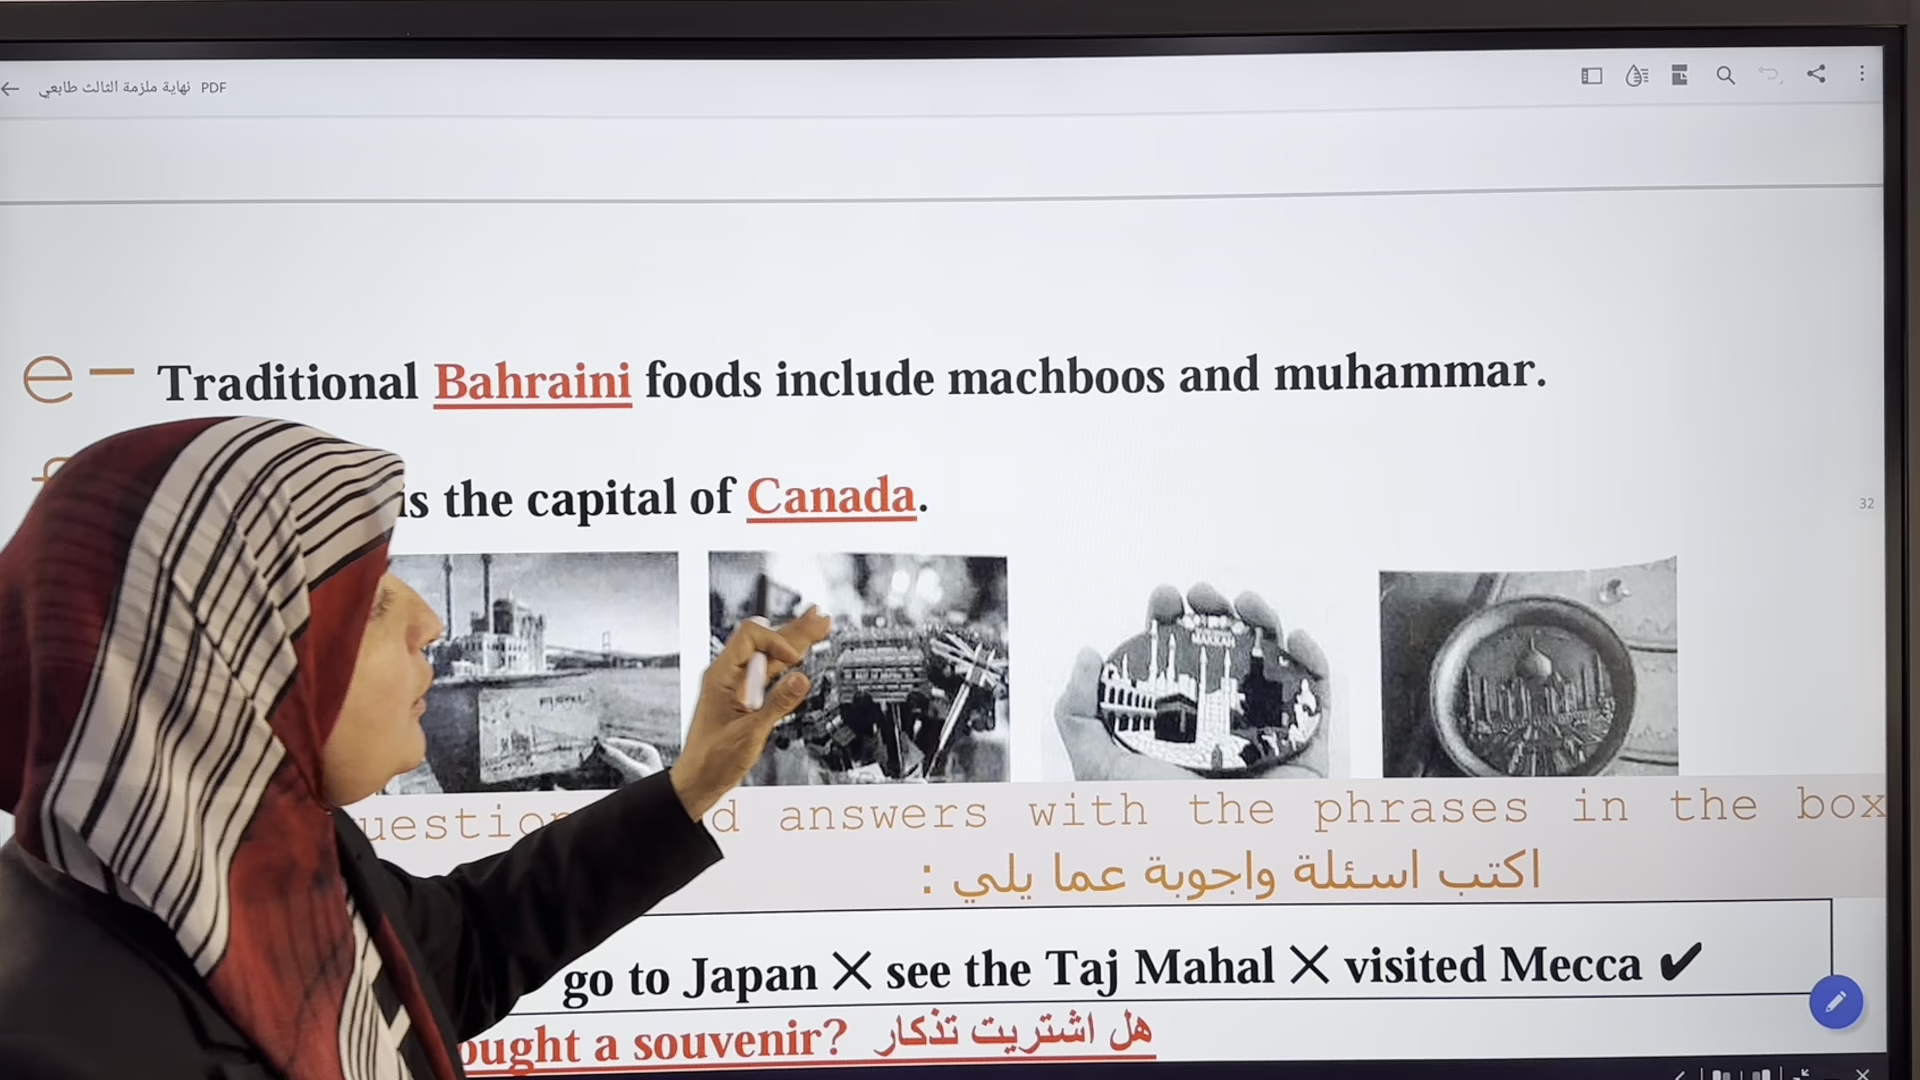 نهاية ملزمة الثالث طابعي PDF
e- Traditional Bahraini foods include machboos and muhammar.
is the capital of Canada.
32
MAKKAH
answers with the phrases in the box
اكتب اسئلة واجوبة عما يلي :
go to Japan ✕ see the Taj Mahal ✕ visited Mecca ✔
a souvenir? هل اشتريت تذكار